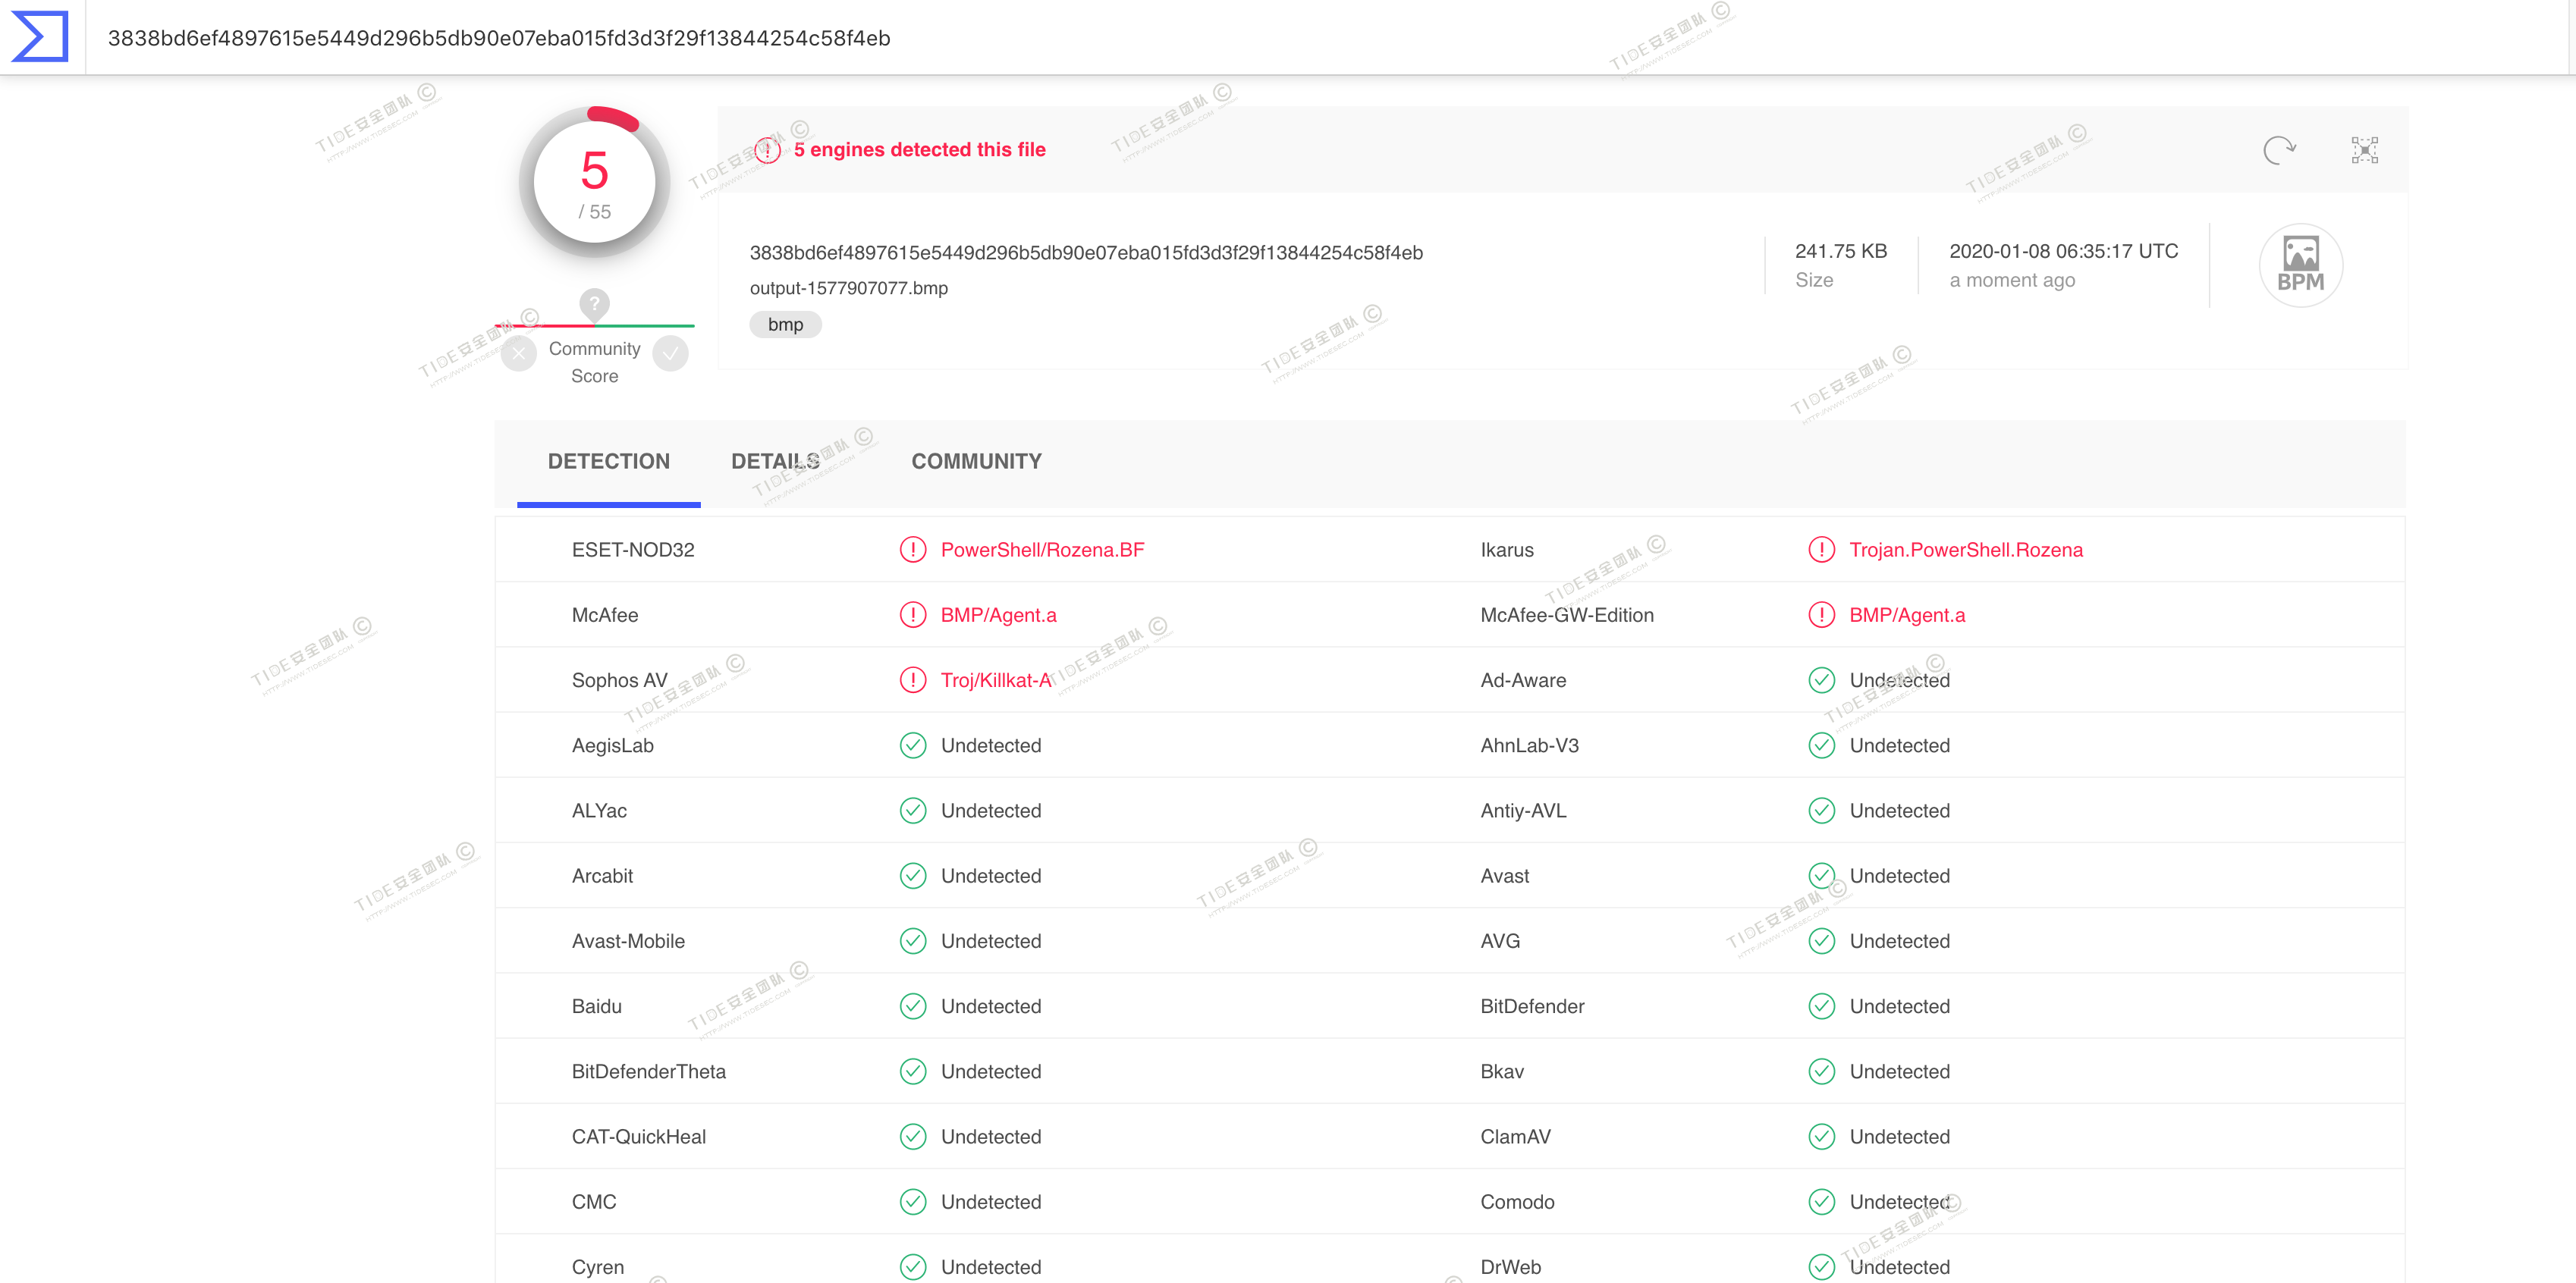 3838bd6ef4897615e5449d296b5db90e07eba015fd3d3f29f13844254c58f4eb
5
/ 55
5 engines detected this file
3838bd6ef4897615e5449d296b5db90e07eba015fd3d3f29f13844254c58f4eb
output-1577907077.bmp
bmp
241.75 KB
Size
2020-01-08 06:35:17 UTC
a moment ago
BPM
?
Community
Score
DETECTION DETAILS COMMUNITY
ESET-NOD32 PowerShell/Rozena.BF Ikarus Trojan.PowerShell.Rozena
McAfee BMP/Agent.a McAfee-GW-Edition BMP/Agent.a
Sophos AV Troj/Killkat-A Ad-Aware Undetected
AegisLab Undetected AhnLab-V3 Undetected
ALYac Undetected Antiy-AVL Undetected
Arcabit Undetected Avast Undetected
Avast-Mobile Undetected AVG Undetected
Baidu Undetected BitDefender Undetected
BitDefenderTheta Undetected Bkav Undetected
CAT-QuickHeal Undetected ClamAV Undetected
CMC Undetected Comodo Undetected
Cyren Undetected DrWeb Undetected
TIDE安全团队 ©
HTTP://WWW.TIDESEC.COM